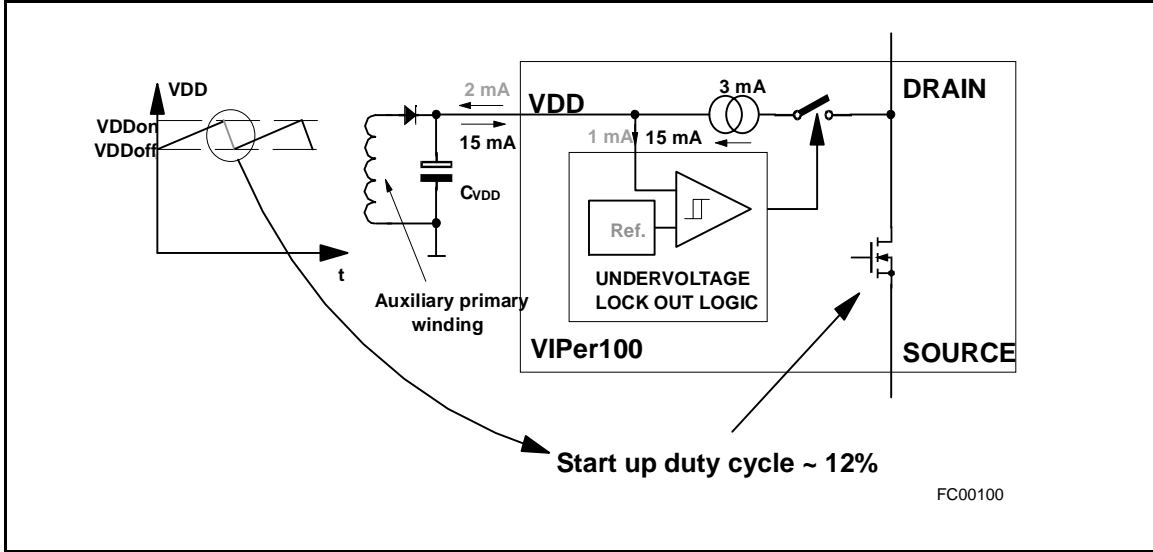 VDD
VDDon
VDDoff
t
2 mA
15 mA
CVDD
Auxiliary primary
winding
VDD
1 mA
15 mA
3 mA
DRAIN
Ref.
UNDERVOLTAGE
LOCK OUT LOGIC
VIPer100
SOURCE
Start up duty cycle ~ 12%
FC00100